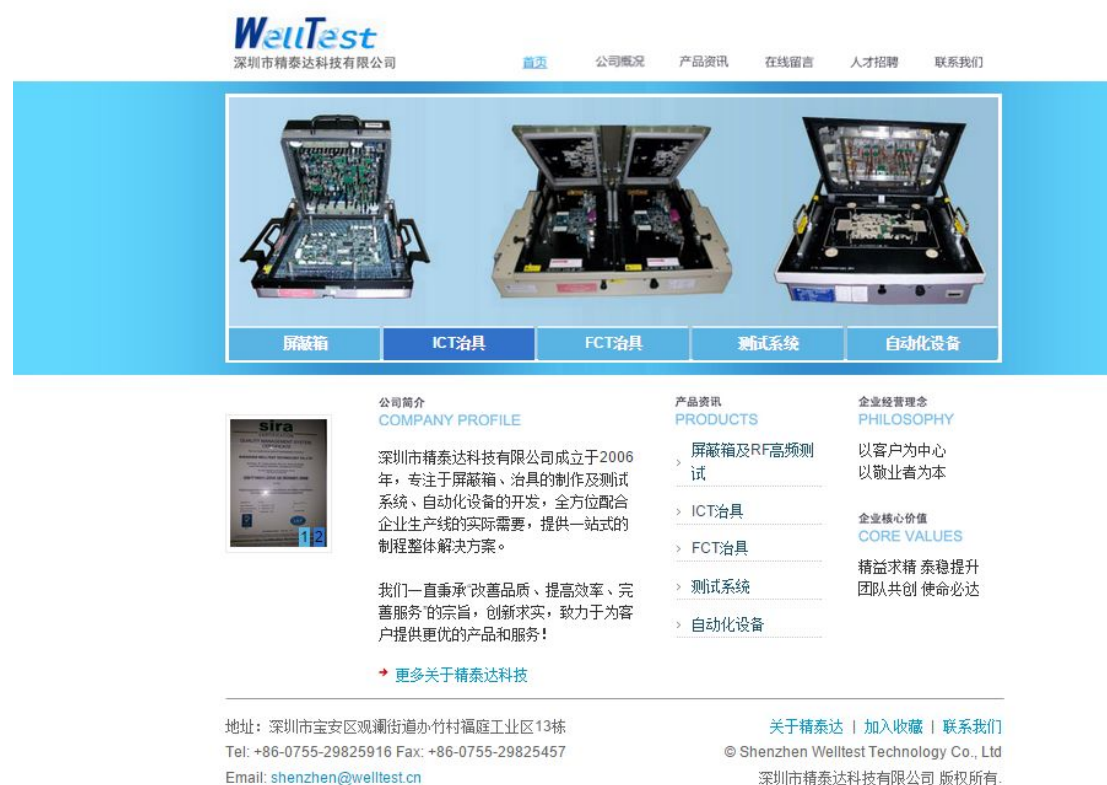 WellTest
深圳市精泰达科技有限公司
首页 公司概况 产品资讯 在线留言 人才招聘 联系我们
屏蔽箱 ICT治具 FCT治具 测试系统 自动化设备
sira
CERTIFICATION
QUALITY MANAGEMENT SYSTEM
CERTIFICATE
1 2
公司简介
COMPANY PROFILE
深圳市精泰达科技有限公司成立于2006
年，专注于屏蔽箱、治具的制作及测试
系统、自动化设备的开发，全方位配合
企业生产线的实际需要，提供一站式的
制程整体解决方案。
我们一直秉承“改善品质、提高效率、完
善服务”的宗旨，创新求实，致力于为客
户提供更优的产品和服务！
更多关于精泰达科技
产品资讯
PRODUCTS
屏蔽箱及RF高频测
试
ICT治具
FCT治具
测试系统
自动化设备
企业经营理念
PHILOSOPHY
以客户为中心
以敬业者为本
企业核心价值
CORE VALUES
精益求精 泰稳提升
团队共创 使命必达
地址：深圳市宝安区观澜街道办竹村福庭工业区13栋
Tel: +86-0755-29825916 Fax: +86-0755-29825457
Email: shenzhen@welltest.cn
关于精泰达 | 加入收藏 | 联系我们
© Shenzhen Welltest Technology Co., Ltd
深圳市精泰达科技有限公司 版权所有.